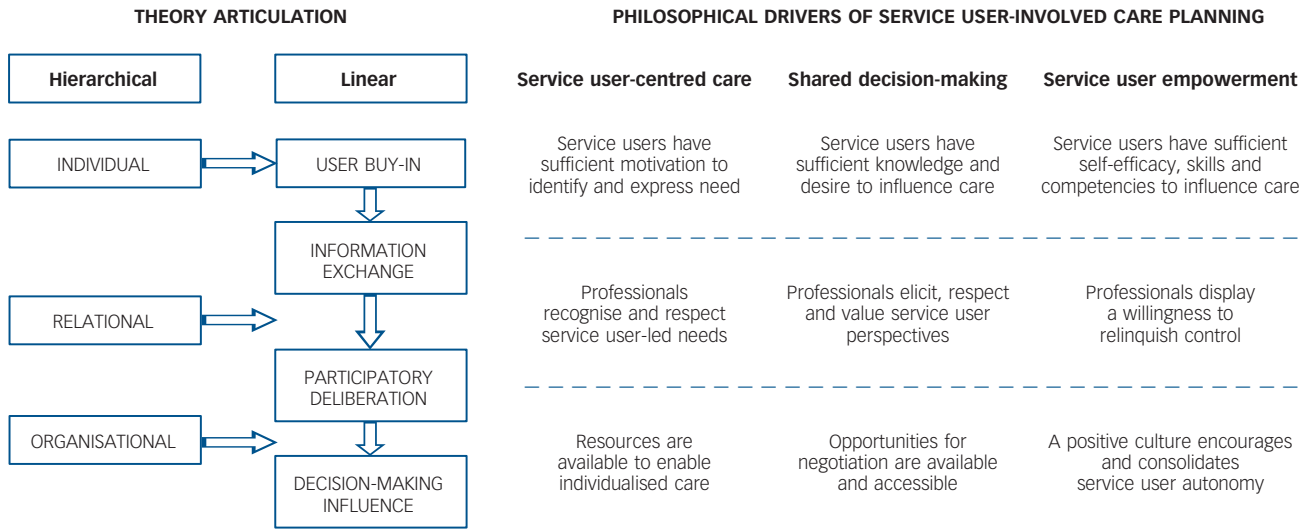 THEORY ARTICULATION
PHILOSOPHICAL DRIVERS OF SERVICE USER-INVOLVED CARE PLANNING
Hierarchical
Linear
Service user-centred care
Shared decision-making
Service user empowerment
INDIVIDUAL
USER BUY-IN
Service users have
sufficient motivation to
identify and express need
Service users have
sufficient knowledge and
desire to influence care
Service users have sufficient
self-efficacy, skills and
competencies to influence care
INFORMATION
EXCHANGE
RELATIONAL
Professionals
recognise and respect
service user-led needs
Professionals elicit, respect
and value service user
perspectives
Professionals display
a willingness to
relinquish control
PARTICIPATORY
DELIBERATION
ORGANISATIONAL
DECISION-MAKING
INFLUENCE
Resources are
available to enable
individualised care
Opportunities for
negotiation are available
and accessible
A positive culture encourages
and consolidates
service user autonomy